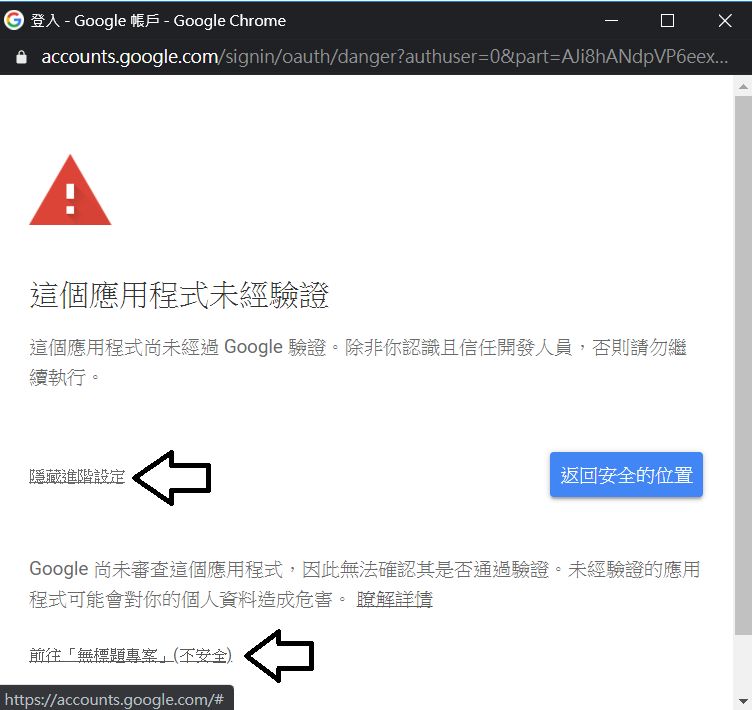 登入 - Google 帳戶 - Google Chrome
accounts.google.com/signin/oauth/danger?authuser=0&part=AJi8hANdpVP6eex...
這個應用程式未經驗證
這個應用程式尚未經過 Google 驗證。除非你認識且信任開發人員，否則請勿繼
續執行。
隱藏進階設定
返回安全的位置
Google 尚未審查這個應用程式，因此無法確認其是否通過驗證。未經驗證的應用
程式可能會對你的個人資料造成危害。 瞭解詳情
前往「無標題專案」(不安全)
https://accounts.google.com/#